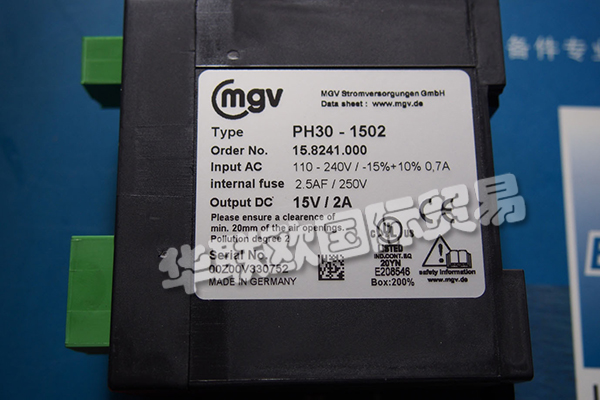 备件专业
mgv
MGV Stromversorgungen GmbH
Data sheet : www.mgv.de
Type PH30 - 1502
Order No. 15.8241.000
Input AC 110 - 240V / -15%+10% 0,7A
internal fuse 2.5AF / 250V
Output DC 15V / 2A
Please ensure a clearance of
min. 20mm of the air openings.
Pollution degree 2
Serial No.
00Z00V330752
MADE IN GERMANY
C UL US
LISTED
IND.CONT.EQ
20YN
E208546
Box:200%
CE
safety Information
www.mgv.de
国际贸易